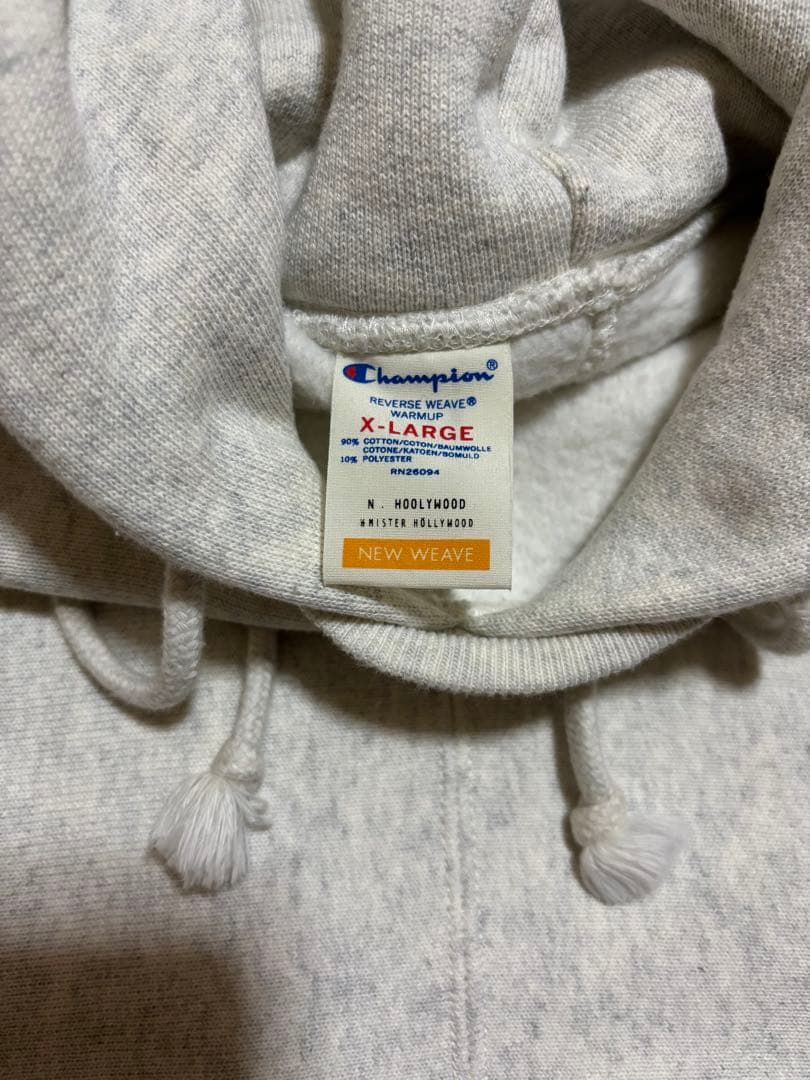 Champion®
REVERSE WEAVE®
WARMUP
X-LARGE
90% COTTON/COTON/BAUMWOLLE
COTONE/KATOEN/BOMULD
10% POLYESTER
RN26094
N. HOOLYWOOD
※MISTER HÖLLYWOOD
NEW WEAVE